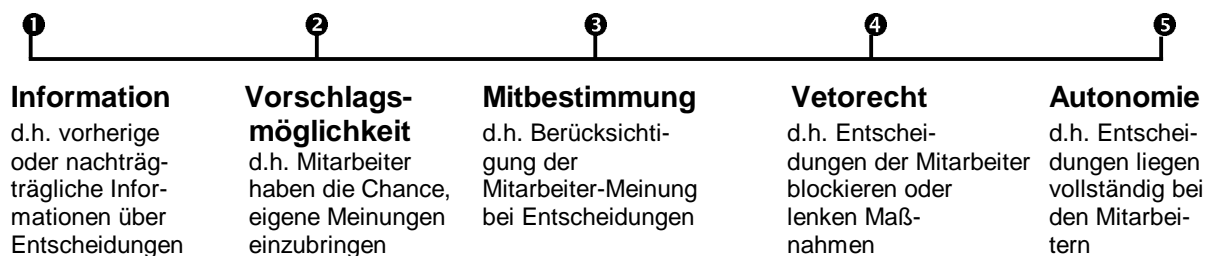 ❶ ❷ ❸ ❹ ❺
Information
d.h. vorherige
oder nachträg-
trägliche Infor-
mationen über
Entscheidungen
Vorschlags-
möglichkeit
d.h. Mitarbeiter
haben die Chance,
eigene Meinungen
einzubringen
Mitbestimmung
d.h. Berücksichti-
gung der
Mitarbeiter-Meinung
bei Entscheidungen
Vetorecht
d.h. Entschei-
dungen der Mitarbeiter
blockieren oder
lenken Maß-
nahmen
Autonomie
d.h. Entschei-
dungen liegen
vollständig bei
den Mitarbei-
tern